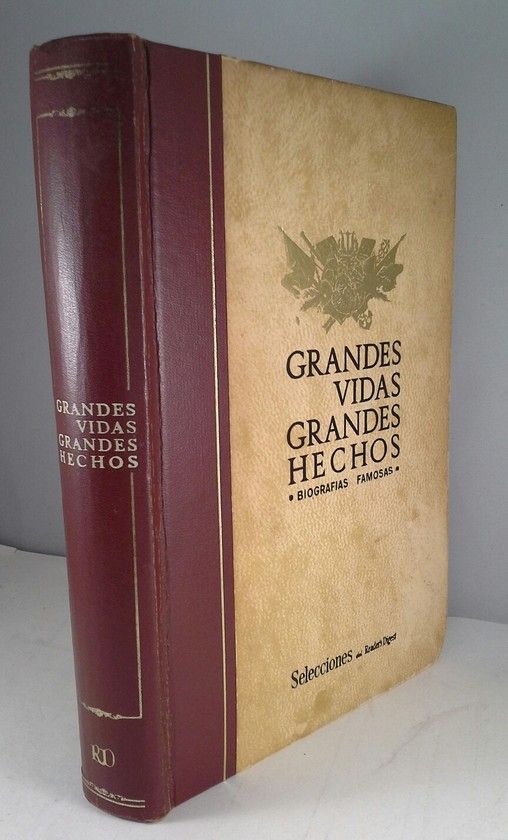 GRANDES
VIDAS
GRANDES
HECHOS
RD
GRANDES
VIDAS
GRANDES
HECHOS
• BIOGRAFIAS FAMOSAS •
Selecciones del Reader's Digest